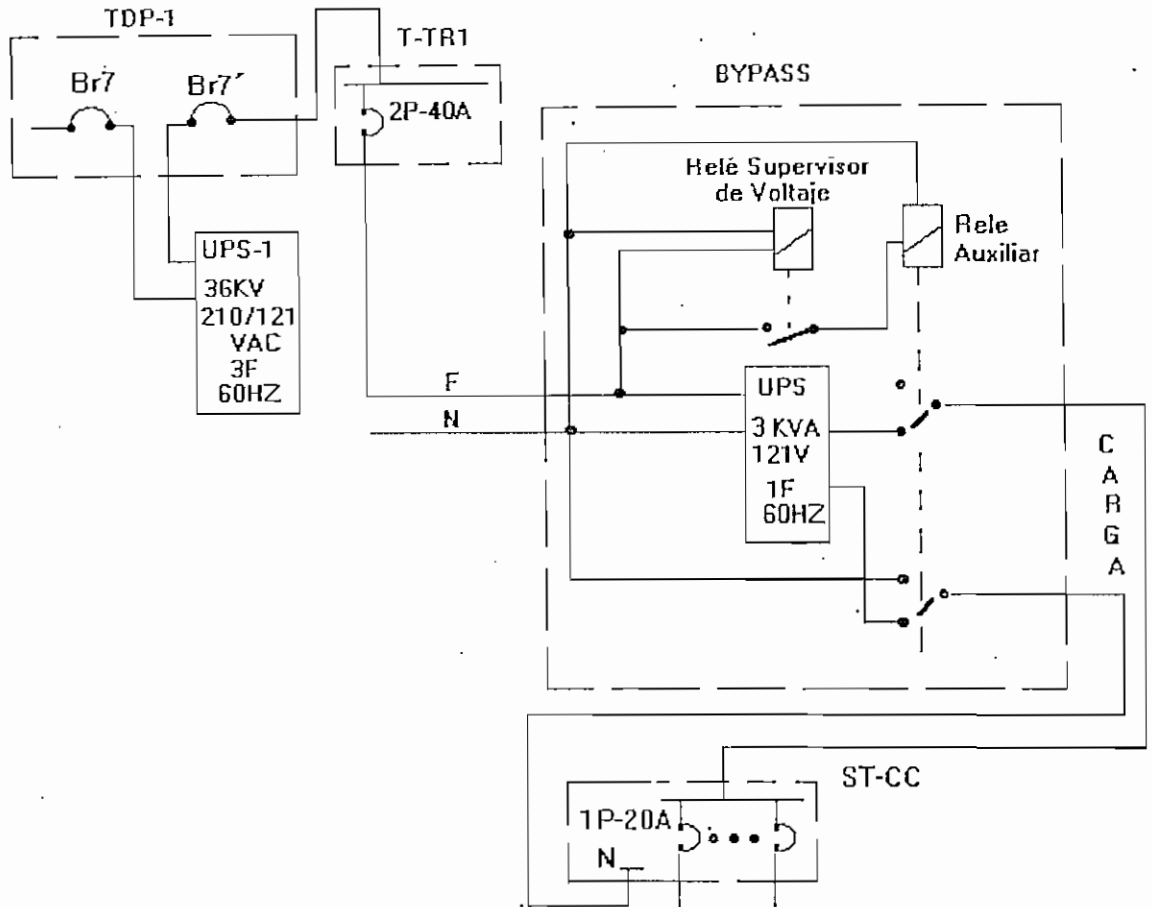 TDP-1
Br7
Br7´
T-TR1
2P-40A
UPS-1
36KV
210/121
VAC
3F
60HZ
BYPASS
Relé Supervisor
de Voltaje
Rele
Auxiliar
F
N
UPS
3 KVA
121V
1F
60HZ
CARGA
ST-CC
1P-20A
N